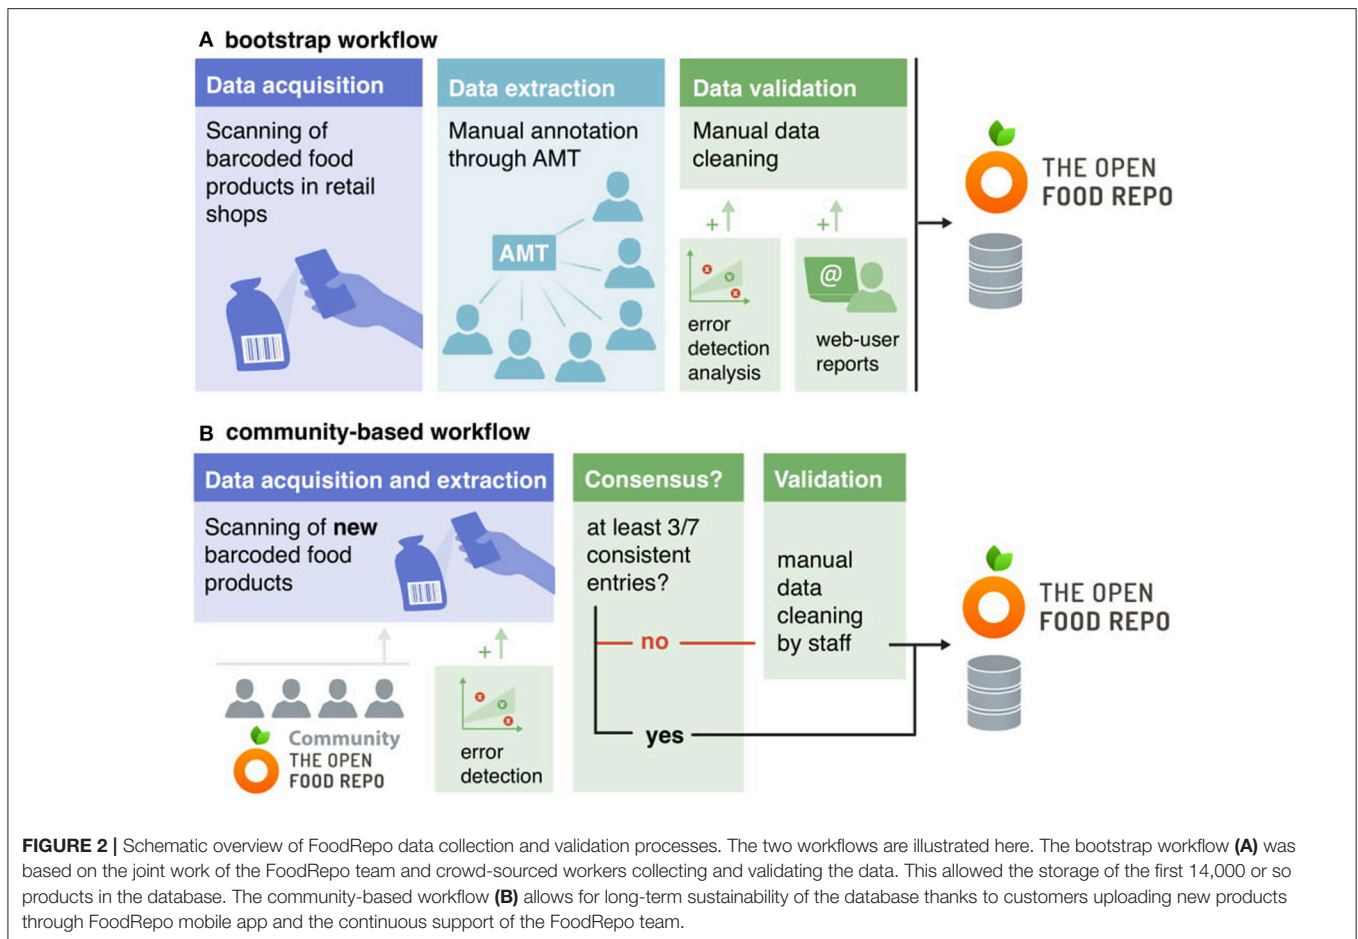 A bootstrap workflow
Data acquisition
Scanning of
barcoded food
products in retail
shops
Data extraction
Manual annotation
through AMT
AMT
Data validation
Manual data
cleaning
+
+
x
v
x
error
detection
analysis
@
web-user
reports
THE OPEN
FOOD REPO
B community-based workflow
Data acquisition and extraction
Scanning of new
barcoded food
products
Community
THE OPEN
FOOD REPO
+
x
v
x
error
detection
Consensus?
at least 3/7
consistent
entries?
no
yes
Validation
manual
data
cleaning
by staff
THE OPEN
FOOD REPO
FIGURE 2 | Schematic overview of FoodRepo data collection and validation processes. The two workflows are illustrated here. The bootstrap workflow (A) was
based on the joint work of the FoodRepo team and crowd-sourced workers collecting and validating the data. This allowed the storage of the first 14,000 or so
products in the database. The community-based workflow (B) allows for long-term sustainability of the database thanks to customers uploading new products
through FoodRepo mobile app and the continuous support of the FoodRepo team.